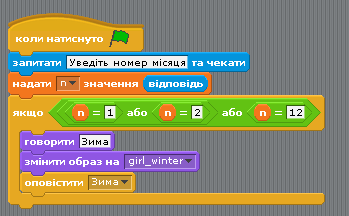 коли натиснуто
запитати Уведіть номер місяця та чекати
надати n значення відповідь
якщо n = 1 або n = 2 або n = 12
говорити Зима
змінити образ на girl_winter
оповістити Зима